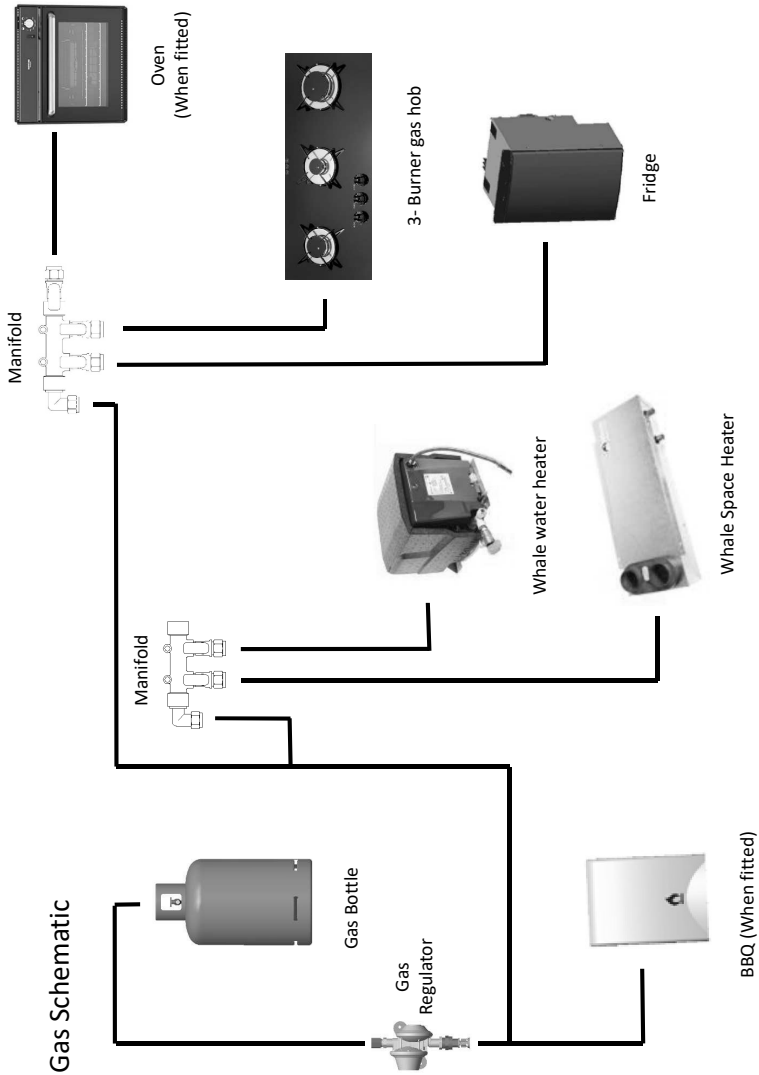 Gas Schematic
Gas Bottle
Gas
Regulator
BBQ (When fitted)
Manifold
Whale water heater
Whale Space Heater
Manifold
Oven
(When fitted)
3- Burner gas hob
Fridge